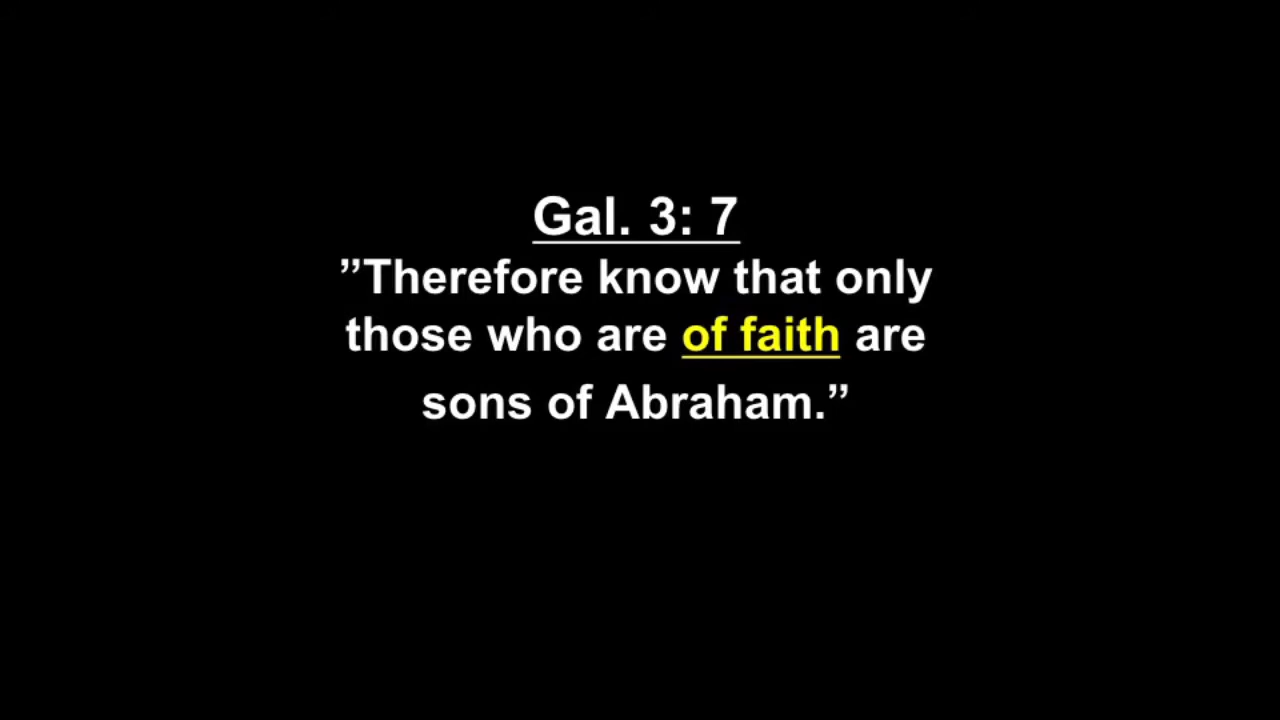 Gal. 3: 7
”Therefore know that only
those who are of faith are
sons of Abraham.”